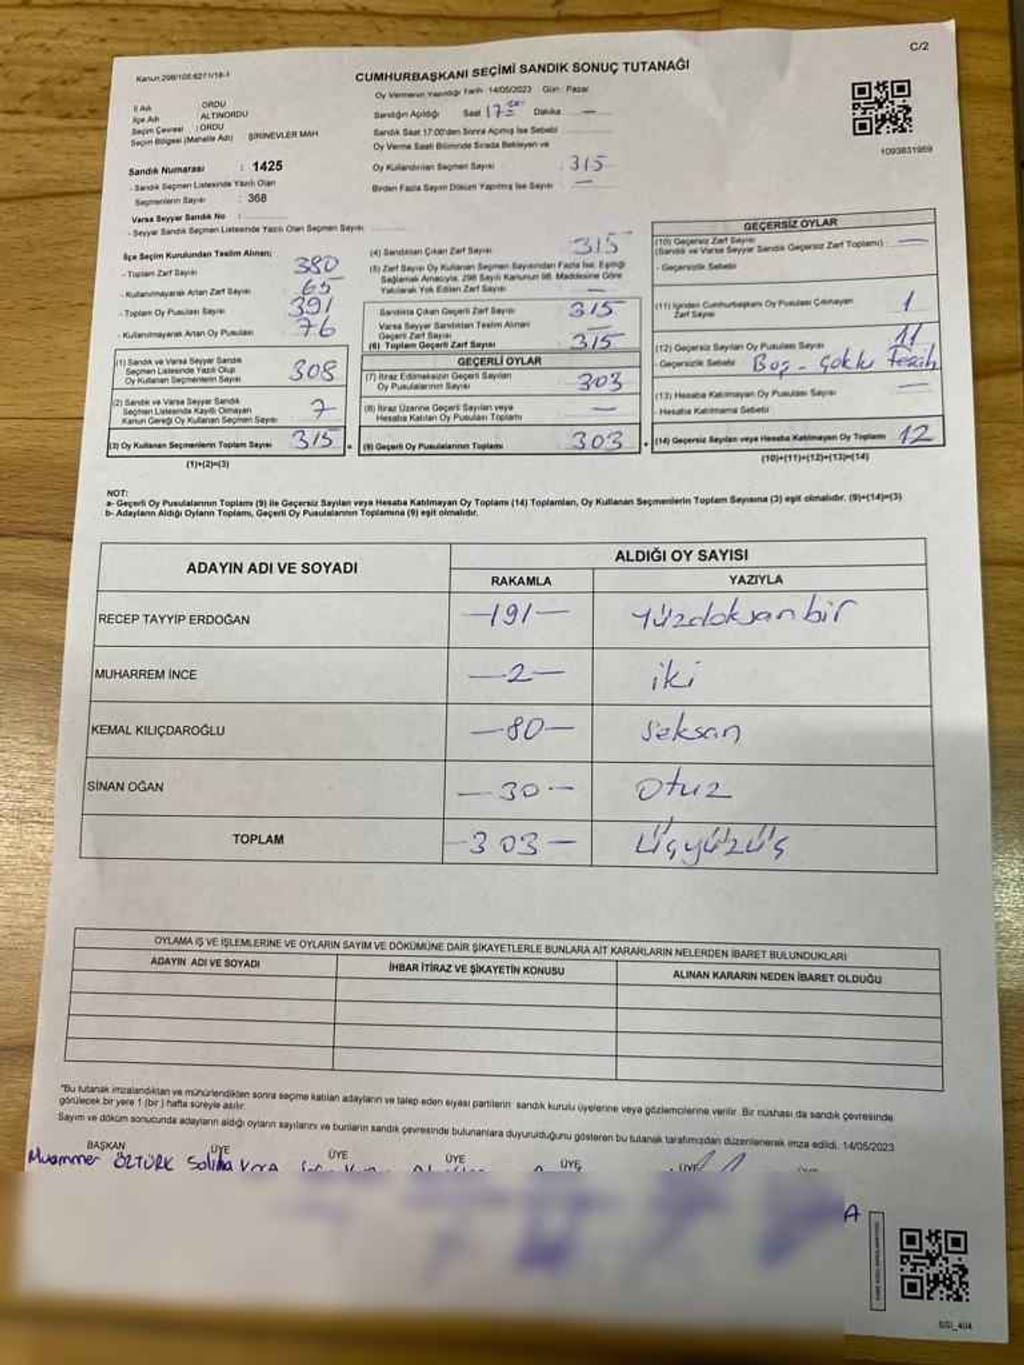 C/2
Kanun 298/105 6271/18-1
CUMHURBAŞKANI SEÇİMİ SANDIK SONUÇ TUTANAĞI
Oy Vermenin Yapıldığı Tarih 14/05/2023 Gün: Pazar
İl Adı ORDU
İlçe Adı : ALTINORDU
Seçim Çevresi : ORDU
Seçim Bölgesi (Mahalle Adı) ŞİRİNEVLER MAH
Sandığın Açıldığı Saat 17:00 Dakika —
Sandık Saat 17:00'den Sonra Açılmış İse Sebebi
Oy Verme Saati Bitiminde Sırada Bekleyen ve
Oy Kullandırılan Seçmen Sayısı : 315
Birden Fazla Sayım Döküm Yapılmış İse Sayısı —
1093831959
Sandık Numarası : 1425
- Sandık Seçmen Listesinde Yazılı Olan
Seçmenlerin Sayısı : 368
Varsa Seyyar Sandık No :
- Seyyar Sandık Seçmen Listesinde Yazılı Olan Seçmen Sayısı
İlçe Seçim Kurulundan Teslim Alınan;
- Toplam Zarf Sayısı 380
- Kullanılmayarak Artan Zarf Sayısı 65
- Toplam Oy Pusulası Sayısı 391
- Kullanılmayarak Artan Oy Pusulası 76
(1) Sandık ve Varsa Seyyar Sandık
Seçmen Listesinde Yazılı Olup
Oy Kullanan Seçmenlerin Sayısı 308
(2) Sandık ve Varsa Seyyar Sandık
Seçmen Listesinde Kayıtlı Olmayan
Kanun Gereği Oy Kullanan Seçmen Sayısı 7
(3) Oy Kullanan Seçmenlerin Toplam Sayısı 315
(1)+(2)=(3)
(4) Sandıktan Çıkan Zarf Sayısı 315
(5) Zarf Sayısı Oy Kullanan Seçmen Sayısından Fazla İse, Eşitliği
Sağlamak Amacıyla, 298 Sayılı Kanunun 98. Maddesine Göre
Yakılarak Yok Edilen Zarf Sayısı —
Sandıkta Çıkan Geçerli Zarf Sayısı 315
Varsa Seyyar Sandıktan Teslim Alınan
Geçerli Zarf Sayısı —
(6) Toplam Geçerli Zarf Sayısı 315
GEÇERLİ OYLAR
(7) İtiraz Edilmeksizin Geçerli Sayılan
Oy Pusulalarının Sayısı 303
(8) İtiraz Üzerine Geçerli Sayılan veya
Hesaba Katılan Oy Pusulası Toplamı —
(9) Geçerli Oy Pusulalarının Toplamı 303
GEÇERSİZ OYLAR
(10) Geçersiz Zarf Sayısı
(Sandık ve Varsa Seyyar Sandık Geçersiz Zarf Toplamı) —
- Geçersizlik Sebebi
(11) İçinden Cumhurbaşkanı Oy Pusulası Çıkmayan
Zarf Sayısı 1
(12) Geçersiz Sayılan Oy Pusulası Sayısı 11
- Geçersizlik Sebebi Boş - Çoklu Tercih
(13) Hesaba Katılmayan Oy Pusulası Sayısı —
- Hesaba Katılmama Sebebi
(14) Geçersiz Sayılan veya Hesaba Katılmayan Oy Toplamı 12
(10)+(11)+(12)+(13)=(14)
NOT:
a- Geçerli Oy Pusulalarının Toplamı (9) ile Geçersiz Sayılan veya Hesaba Katılmayan Oy Toplamı (14) Toplamları, Oy Kullanan Seçmenlerin Toplam Sayısına (3) eşit olmalıdır. (9)+(14)=(3)
b- Adayların Aldığı Oyların Toplamı, Geçerli Oy Pusulalarının Toplamına (9) eşit olmalıdır.
ADAYIN ADI VE SOYADI ALDIĞI OY SAYISI
RAKAMLA YAZIYLA
RECEP TAYYİP ERDOĞAN —191— Yüzdoksanbir
MUHARREM İNCE —2— iki
KEMAL KILIÇDAROĞLU —80— Seksan
SİNAN OĞAN —30— Otuz
TOPLAM —303— Üçyüzüç
OYLAMA İŞ VE İŞLEMLERİNE VE OYLARIN SAYIM VE DÖKÜMÜNE DAİR ŞİKAYETLERLE BUNLARA AİT KARARLARIN NELERDEN İBARET BULUNDUKLARI
ADAYIN ADI VE SOYADI İHBAR İTİRAZ VE ŞİKAYETİN KONUSU ALINAN KARARIN NEDEN İBARET OLDUĞU
"Bu tutanak imzalandıktan ve mühürlendikten sonra seçime katılan adayların ve talep eden siyasi partilerin sandık kurulu üyelerine veya gözlemcilerine verilir. Bir nüshası da sandık çevresinde
görülecek bir yere 1 (bir) hafta süreyle asılır.
Sayım ve döküm sonucunda adayların aldığı oyların sayılarını ve bunların sandık çevresinde bulunanlara duyurulduğunu gösteren bu tutanak tarafımızdan düzenlenerek imza edildi. 14/05/2023
BAŞKAN ÜYE ÜYE ÜYE ÜYE ÜYE
Muammer ÖZTÜRK
A